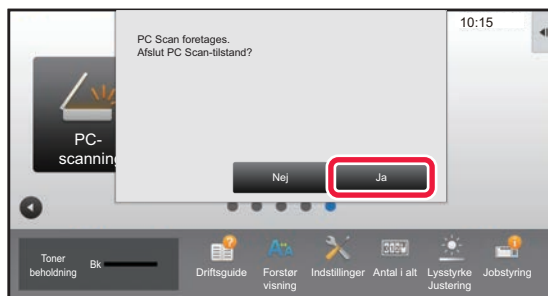 10:15
PC Scan foretages.
Afslut PC Scan-tilstand?
PC-
scanning
Nej
Ja
Toner
beholdning
Bk
Driftsguide
Forstør
visning
Indstillinger
Antal i alt
Lysstyrke
Justering
Jobstyring